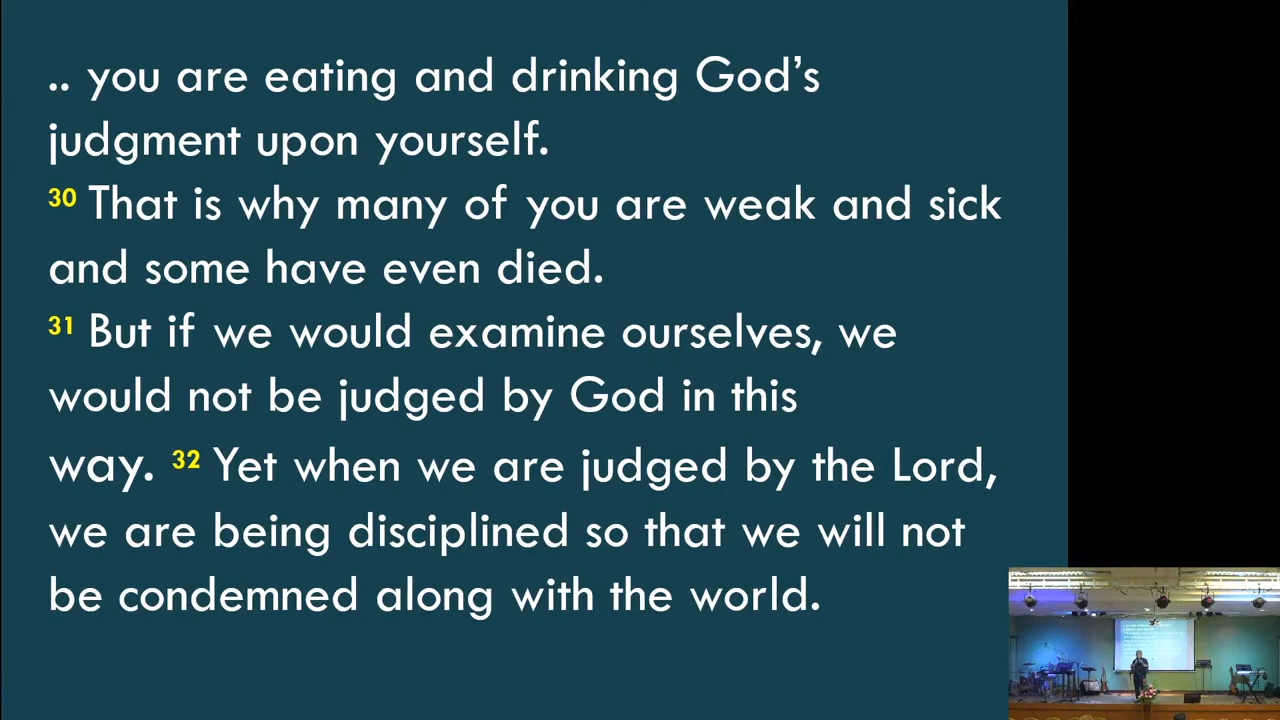 .. you are eating and drinking God’s
judgment upon yourself.
30 That is why many of you are weak and sick
and some have even died.
31 But if we would examine ourselves, we
would not be judged by God in this
way. 32 Yet when we are judged by the Lord,
we are being disciplined so that we will not
be condemned along with the world.